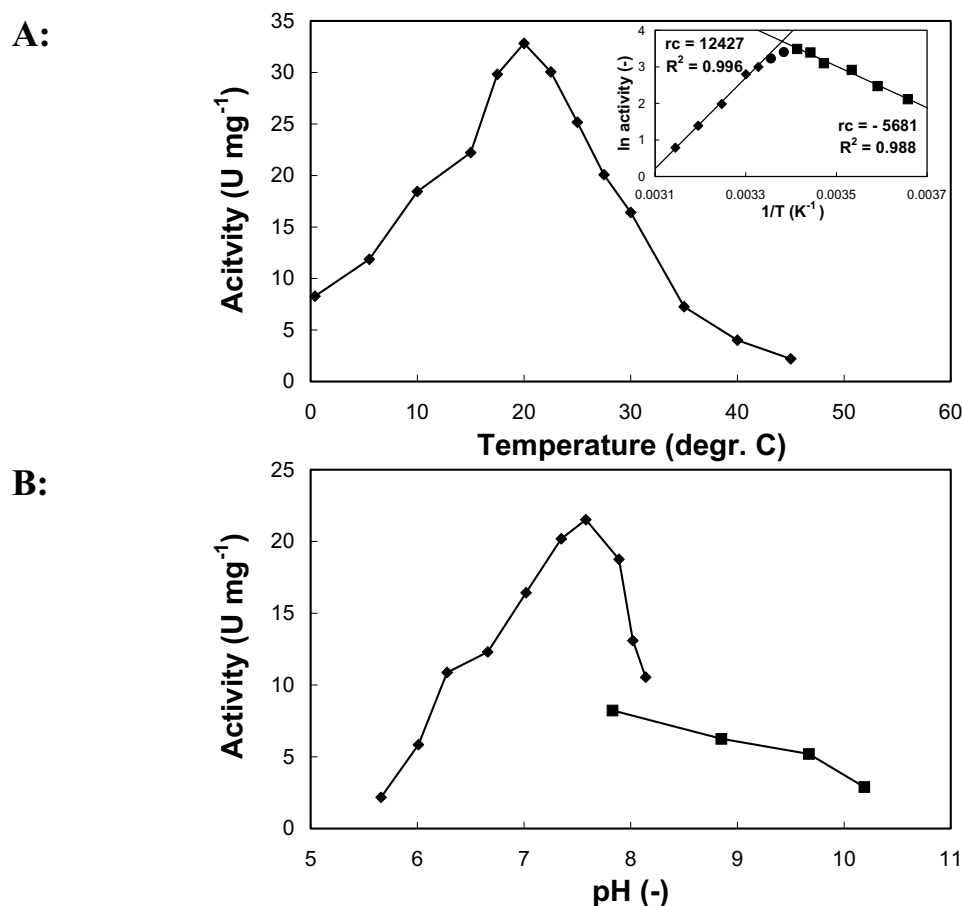 A:
Acitvity (U mg-1)
35
30
25
20
15
10
5
0
0 10 20 30 40 50 60
Temperature (degr. C)
ln activity (-)
4
3
2
1
0
rc = 12427
R2 = 0.996
rc = - 5681
R2 = 0.988
0.0031 0.0033 0.0035 0.0037
1/T (K-1)
B:
Activity (U mg-1)
25
20
15
10
5
0
5 6 7 8 9 10 11
pH (-)